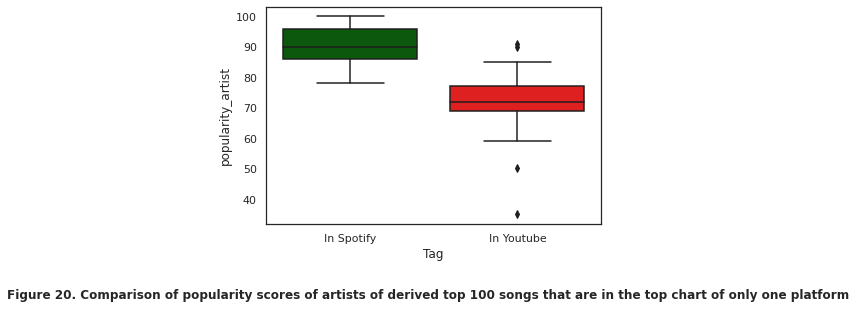 100
90
80
70
60
50
40
popularity_artist
In Spotify
In Youtube
Tag
Figure 20. Comparison of popularity scores of artists of derived top 100 songs that are in the top chart of only one platform